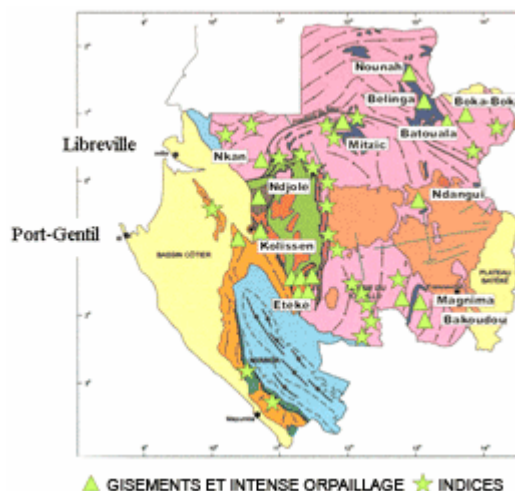 Nounah
Belinga
Boka-Boka
Batouala
Mitzic
Libreville
Nkan
Ndjole
Ndangui
Port-Gentil
Kolissen
BASSIN CÔTIER
PLATEAU
BATÉKÉ
Eteke
Magnima
Bakoudou
GISEMENTS ET INTENSE ORPAILLAGE
INDICES